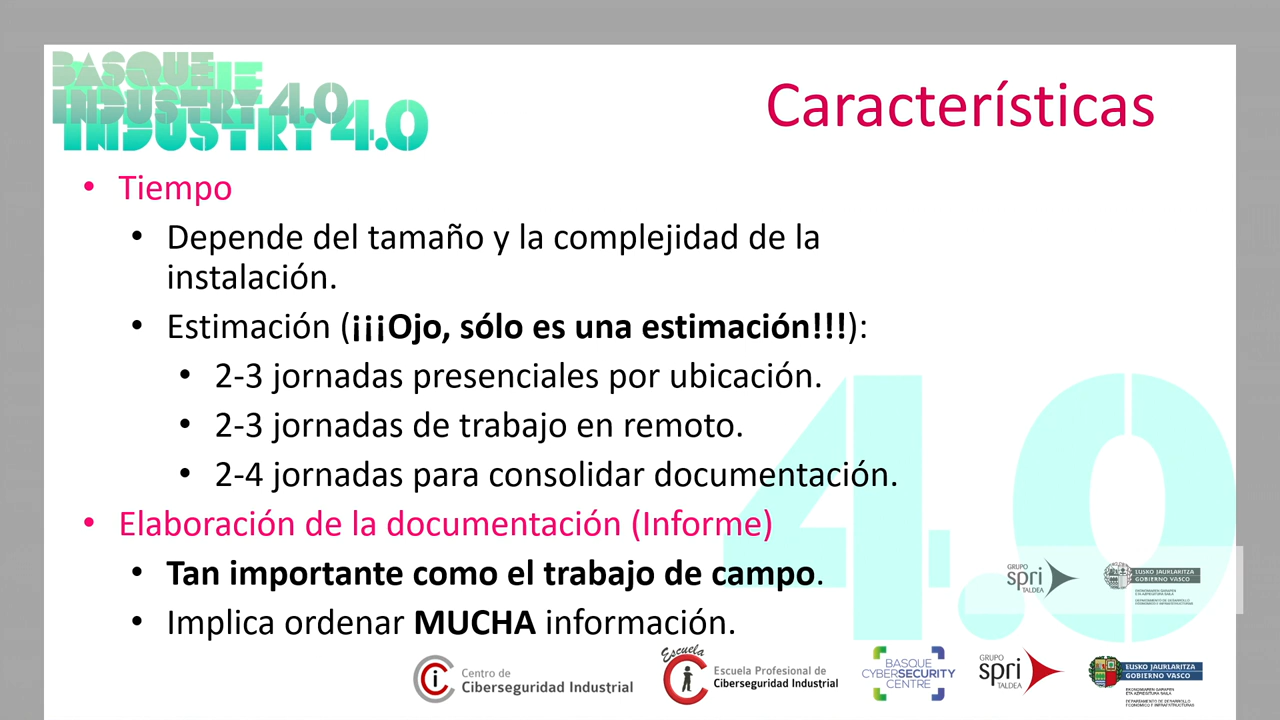 BASQUE
INDUSTRY 4.0
INDUSTRY 4.0
Características
• Tiempo
• Depende del tamaño y la complejidad de la
instalación.
• Estimación (¡¡¡Ojo, sólo es una estimación!!!):
• 2-3 jornadas presenciales por ubicación.
• 2-3 jornadas de trabajo en remoto.
• 2-4 jornadas para consolidar documentación.
• Elaboración de la documentación (Informe)
• Tan importante como el trabajo de campo.
• Implica ordenar MUCHA información.
4.0
GRUPO
spri
TALDEA
EUSKO JAURLARITZA
GOBIERNO VASCO
Centro de
Ciberseguridad Industrial
Escuela
Escuela Profesional de
Ciberseguridad Industrial
BASQUE
CYBERSECURITY
CENTRE
GRUPO
spri
TALDEA
EUSKO JAURLARITZA
GOBIERNO VASCO